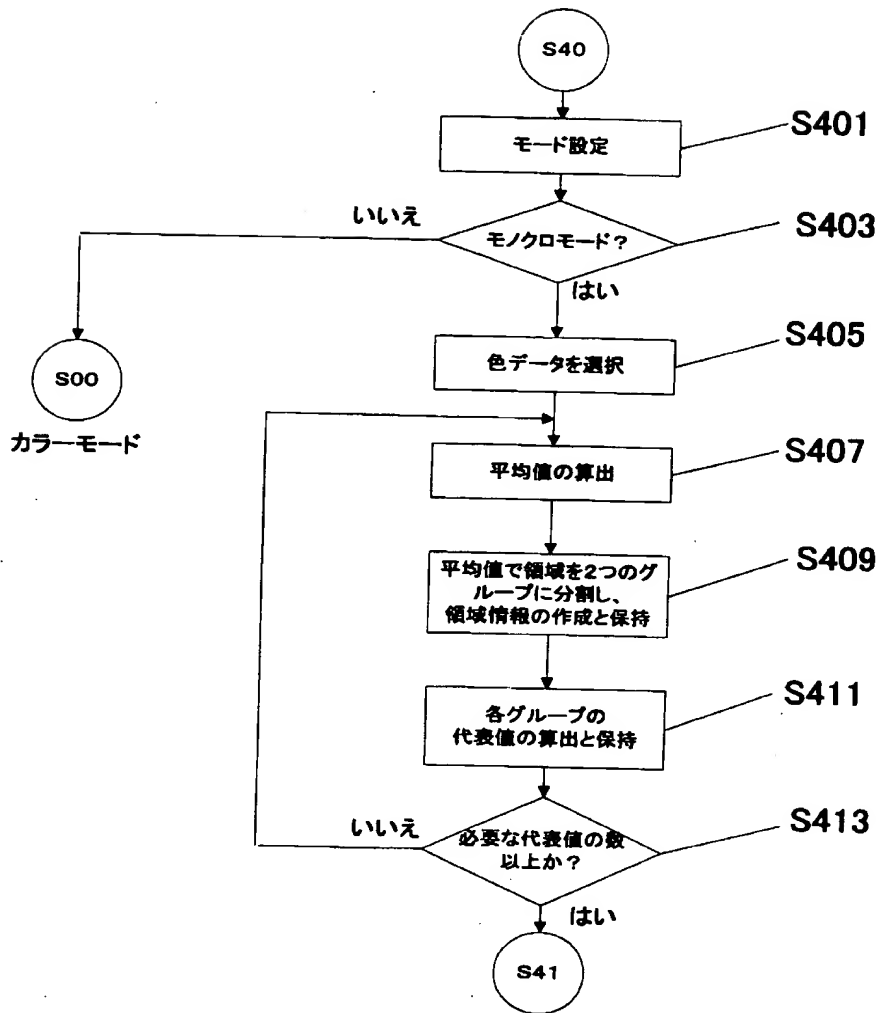 S40
モード設定
S401
いいえ
モノクロモード?
S403
はい
S00
カラーモード
色データを選択
S405
平均値の算出
S407
平均値で領域を2つのグ
ループに分割し、
領域情報の作成と保持
S409
各グループの
代表値の算出と保持
S411
いいえ
必要な代表値の数
以上か?
S413
はい
S41